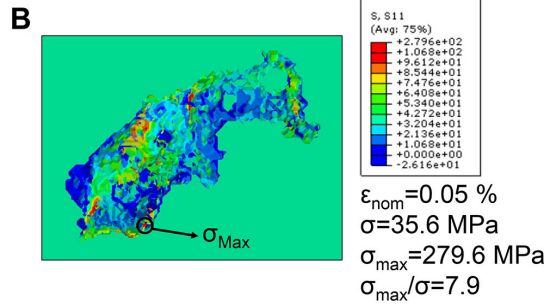 B
S, S11
(Avg: 75%)
+2.796e+02
+1.068e+02
+9.612e+01
+8.544e+01
+7.476e+01
+6.408e+01
+5.340e+01
+4.272e+01
+3.204e+01
+2.136e+01
+1.068e+01
+0.000e+00
-2.616e+01
σMax
εnom=0.05 %
σ=35.6 MPa
σmax=279.6 MPa
σmax/σ=7.9